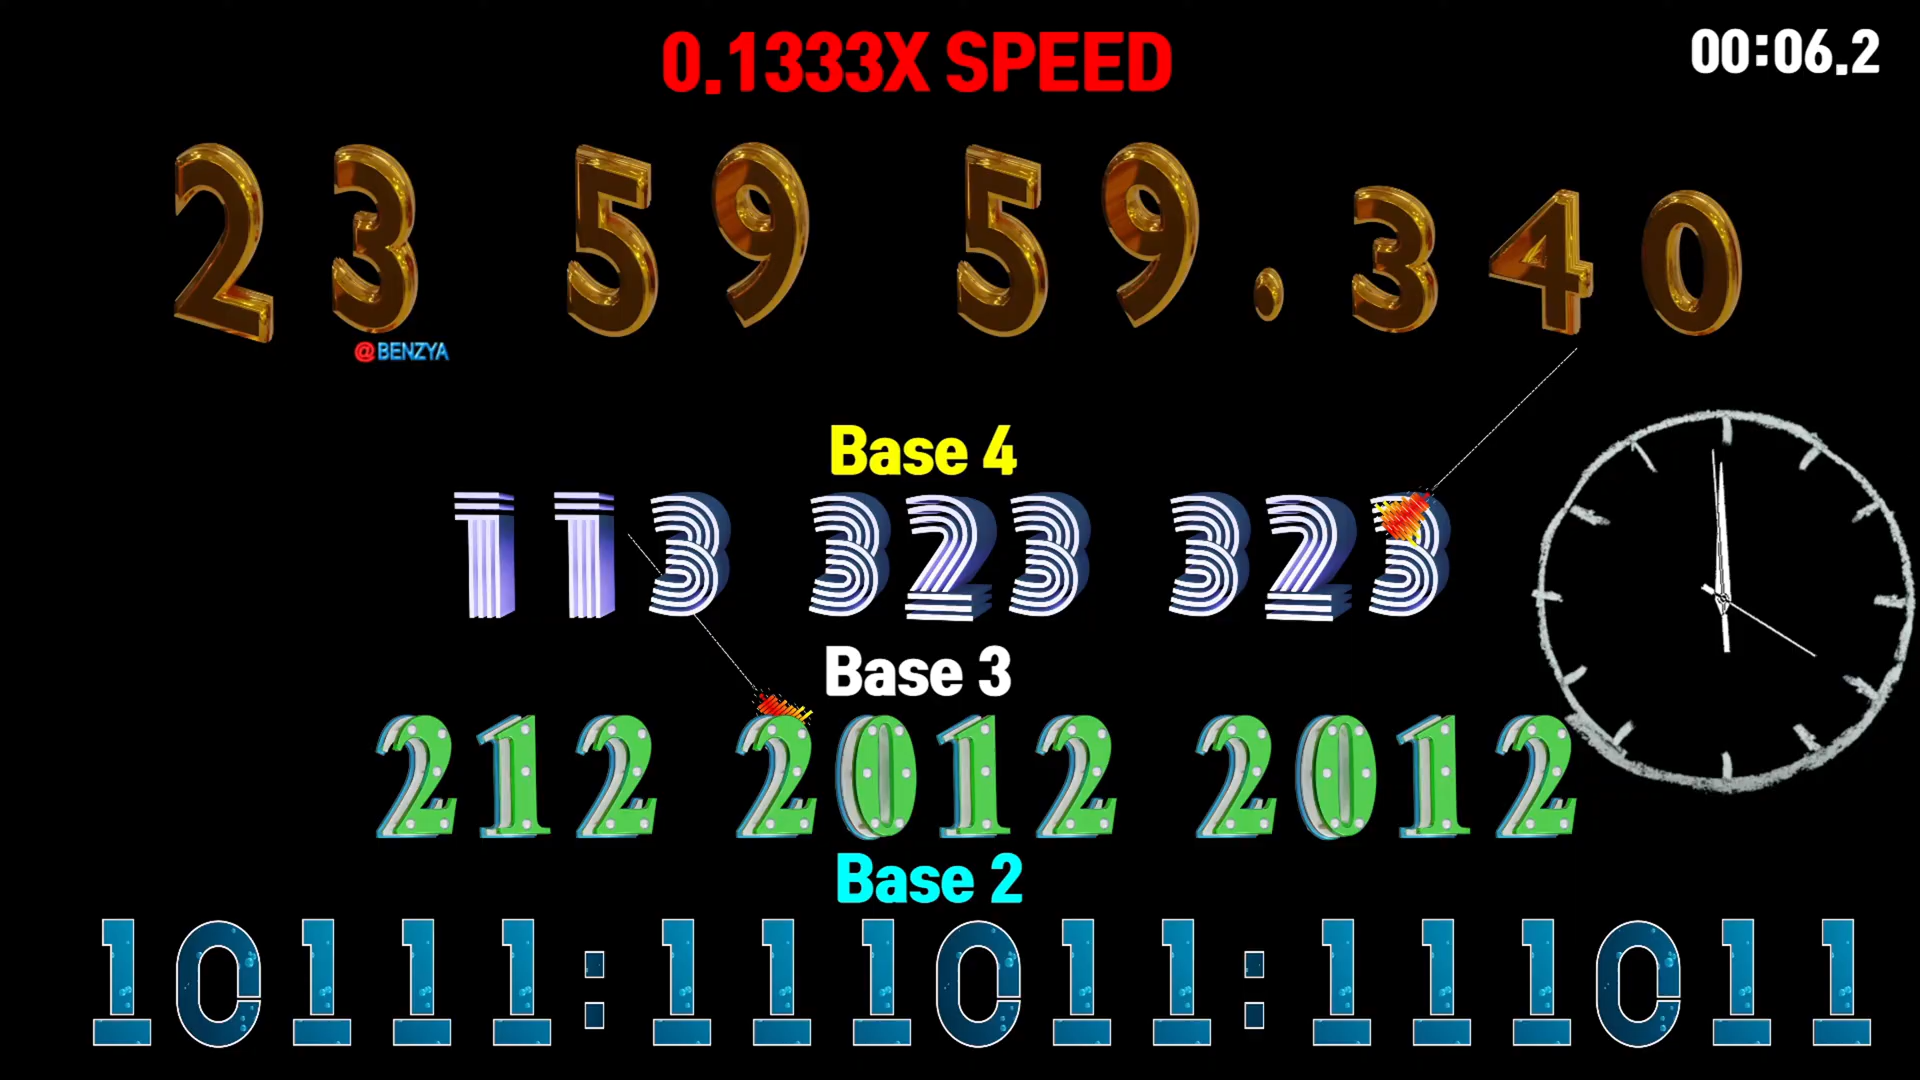 0.1333X SPEED
00:06.2
23 59 59.340
@BENZYA
Base 4
113 323 323
Base 3
212 2012 2012
Base 2
10111:111011:111011